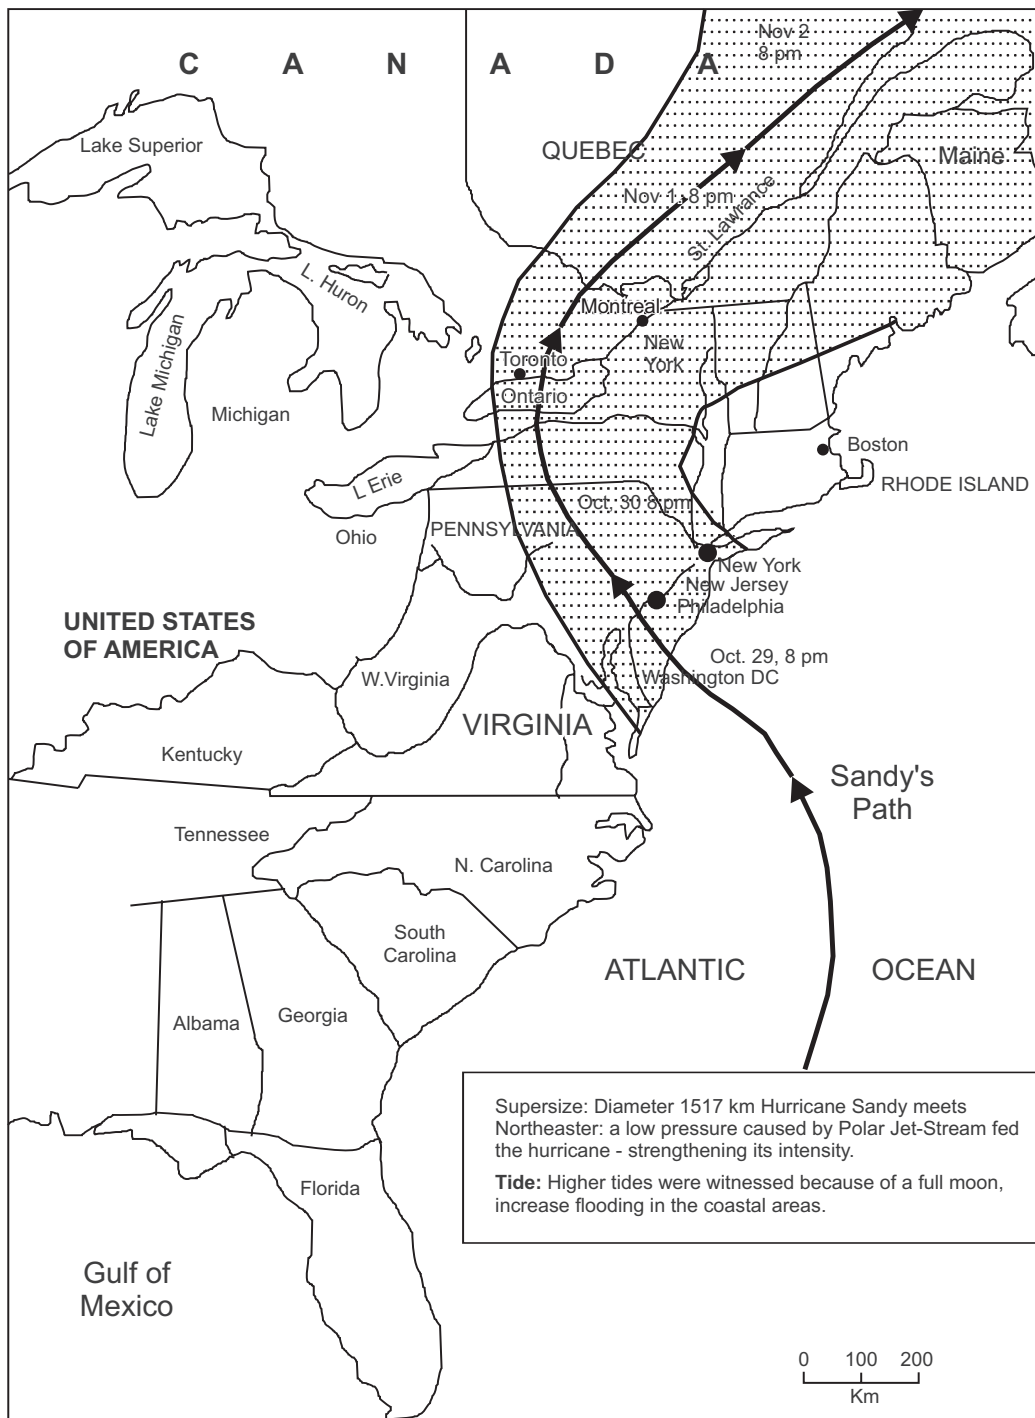 Nov 2
8 pm
C A N A D A
Lake Superior
QUEBEC
Maine
Nov 1, 8 pm
St. Lawrance
L. Huron
Montreal
Lake Michigan
New
York
Toronto
Ontario
Michigan
Boston
L Erie
RHODE ISLAND
Oct, 30 8 pm
Ohio
PENNSYLVANIA
New York
New Jersey
Philadelphia
UNITED STATES
OF AMERICA
Oct. 29, 8 pm
Washington DC
W.Virginia
VIRGINIA
Kentucky
Sandy's
Path
Tennessee
N. Carolina
South
Carolina
ATLANTIC OCEAN
Albama
Georgia
Supersize: Diameter 1517 km Hurricane Sandy meets
Northeaster: a low pressure caused by Polar Jet-Stream fed
the hurricane - strengthening its intensity.
Tide: Higher tides were witnessed because of a full moon,
increase flooding in the coastal areas.
Florida
Gulf of
Mexico
0 100 200
Km